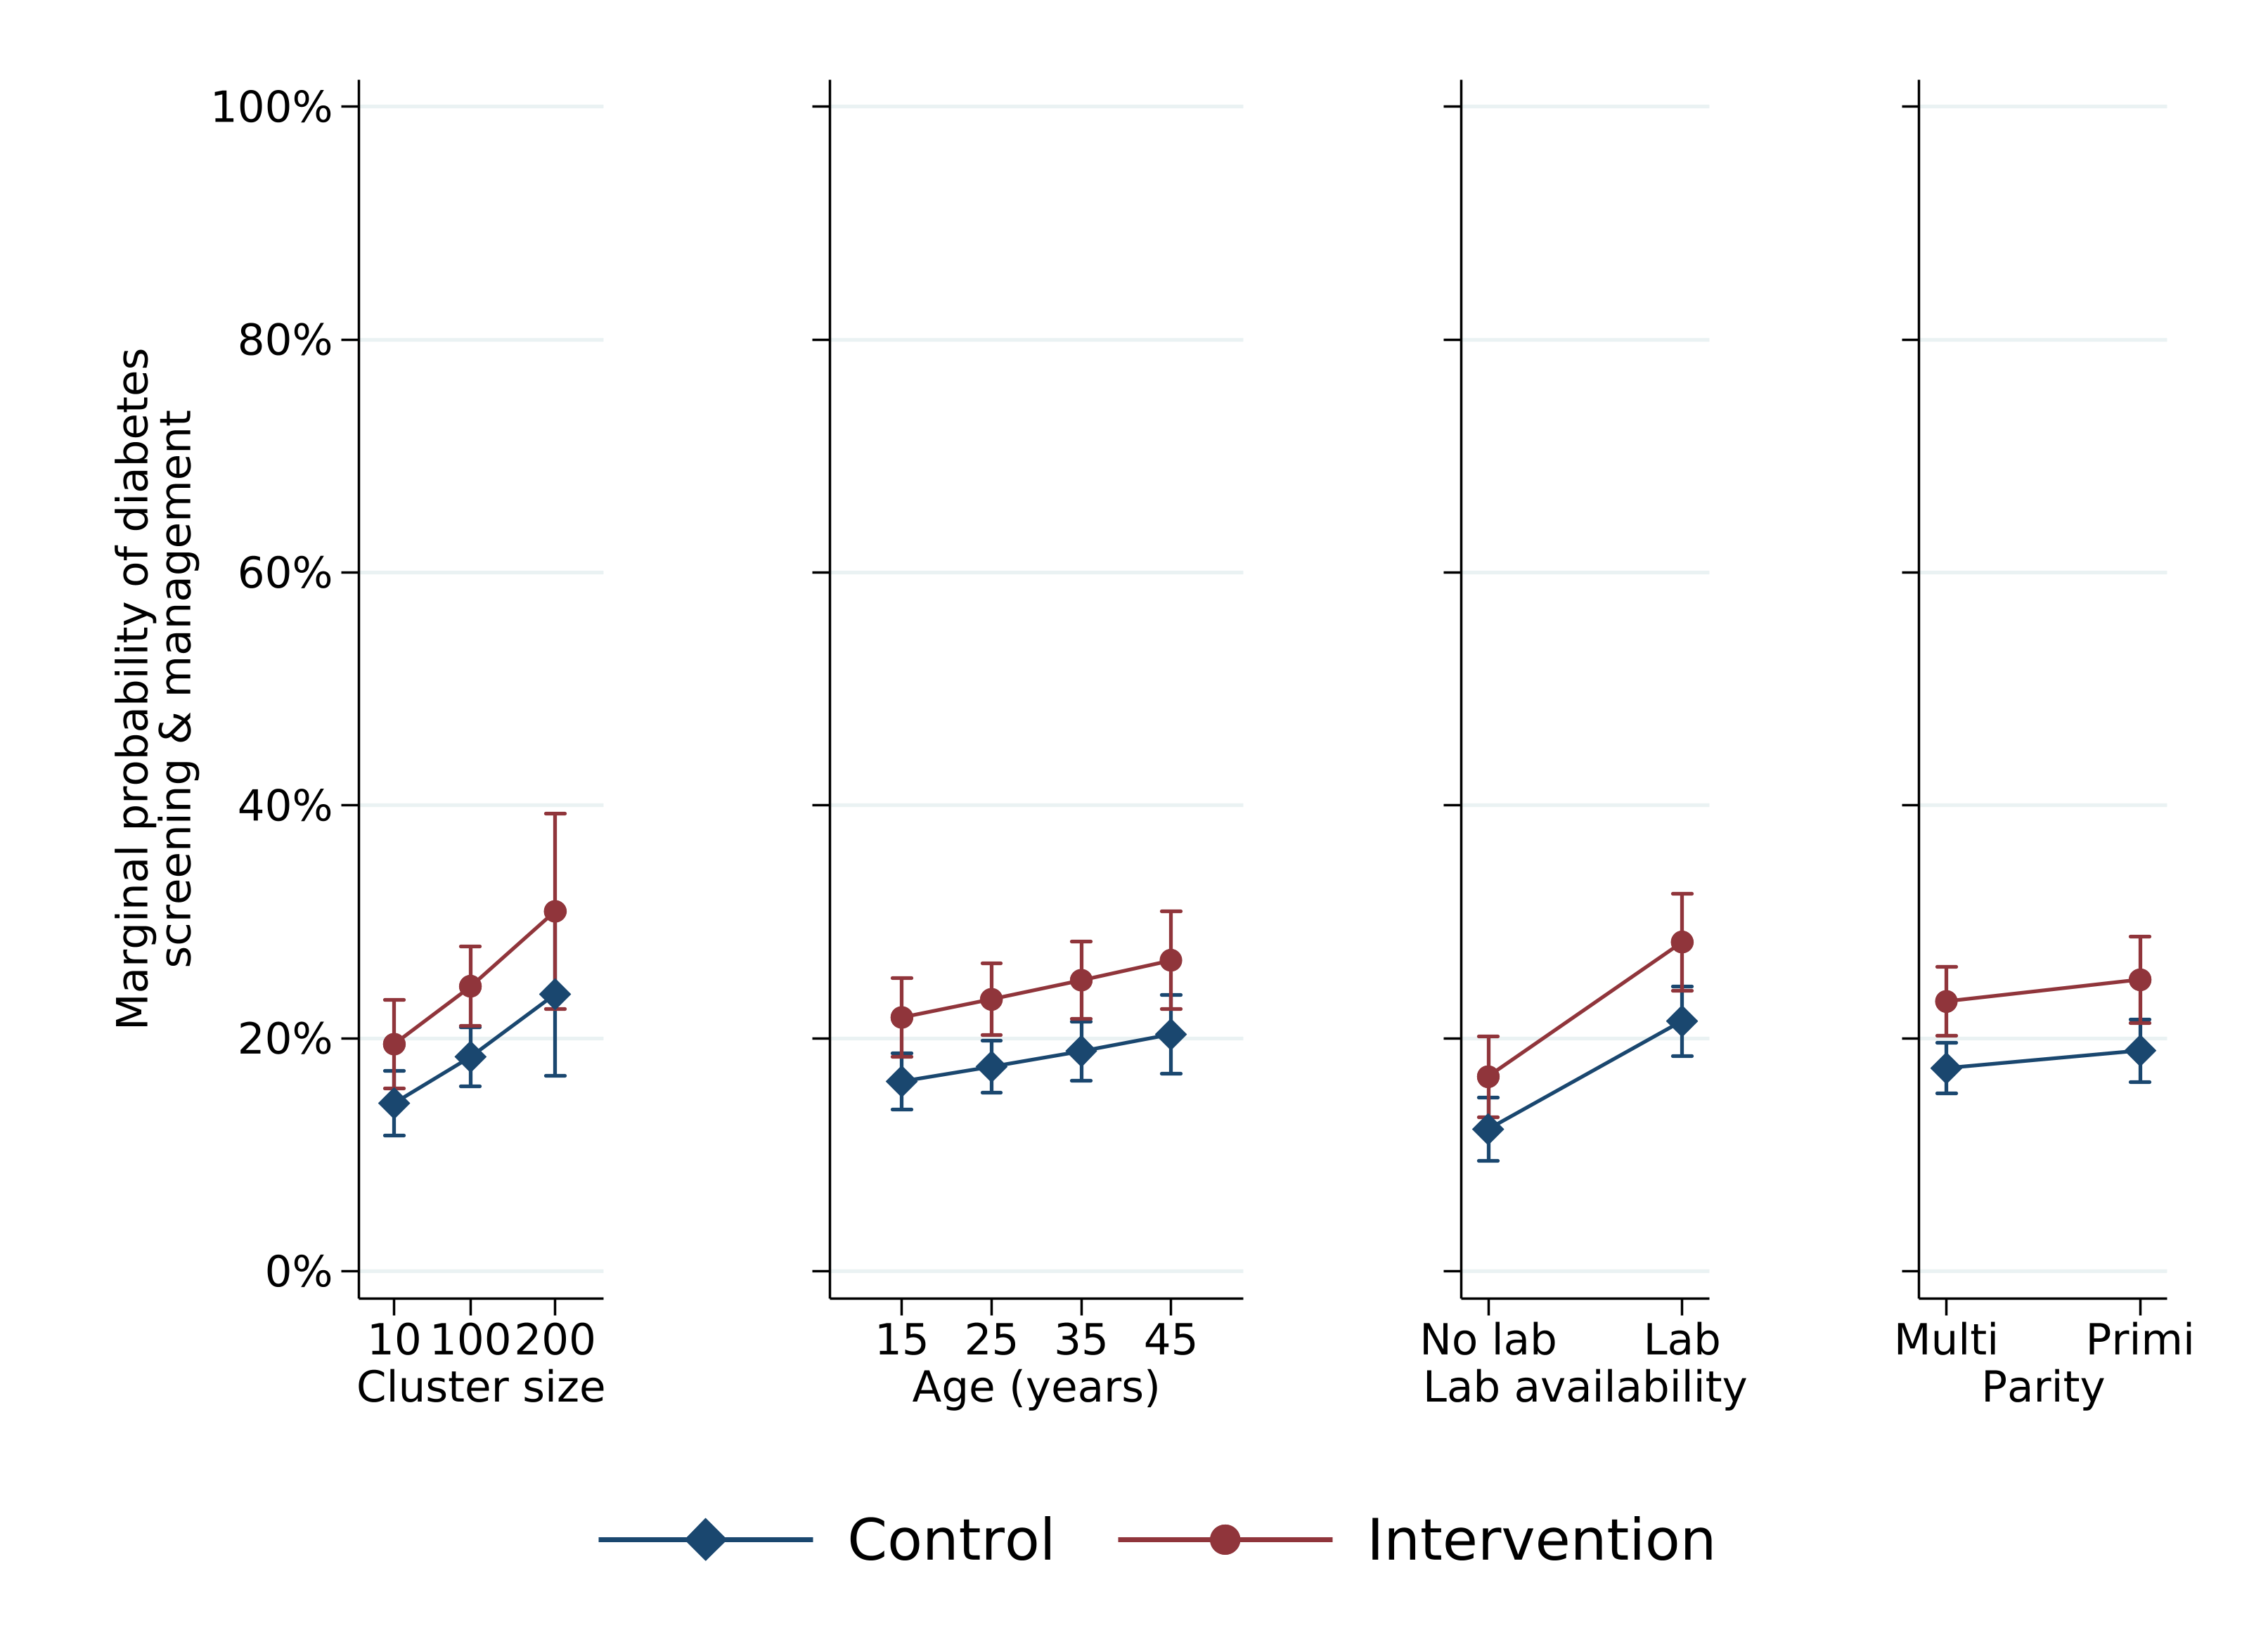 Marginal probability of diabetes
screening & management
100%
80%
60%
40%
20%
0%
10 100 200
Cluster size
15 25 35 45
Age (years)
No lab Lab
Lab availability
Multi Primi
Parity
Control Intervention